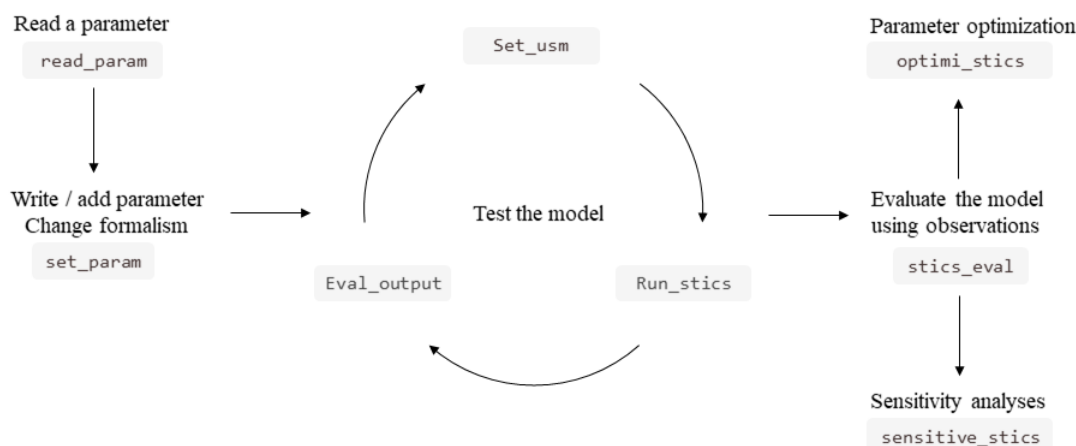 Read a parameter
read_param
Write / add parameter
Change formalism
set_param
Set_usm
Test the model
Eval_output
Run_stics
Parameter optimization
optimi_stics
Evaluate the model
using observations
stics_eval
Sensitivity analyses
sensitive_stics